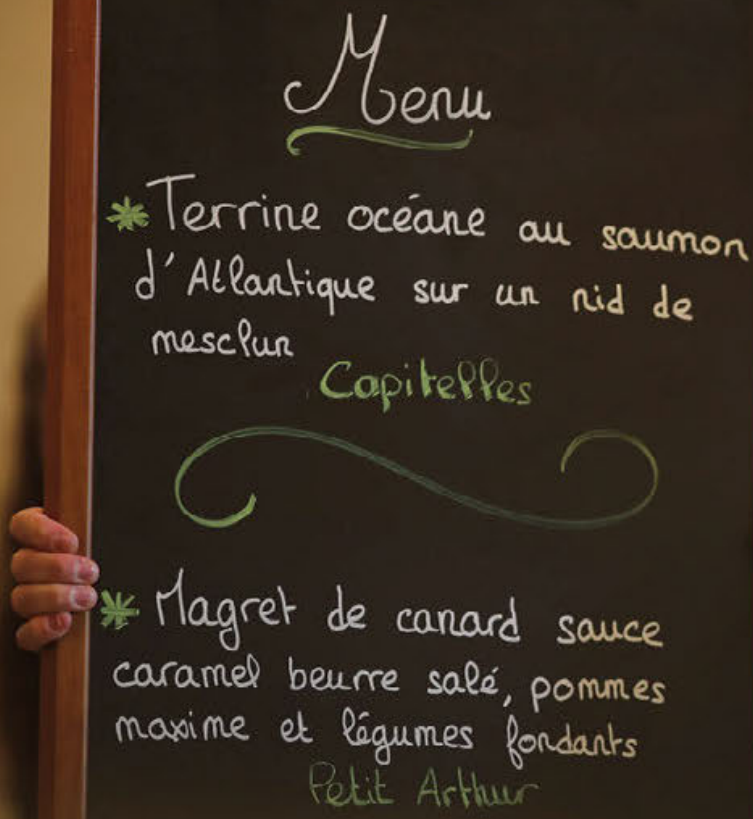 Menu
* Terrine océane au saumon
d'Atlantique sur un nid de
mesclun
Capitelles
* Magret de canard sauce
caramel beurre salé, pommes
maxime et légumes fondants
Petit Arthur